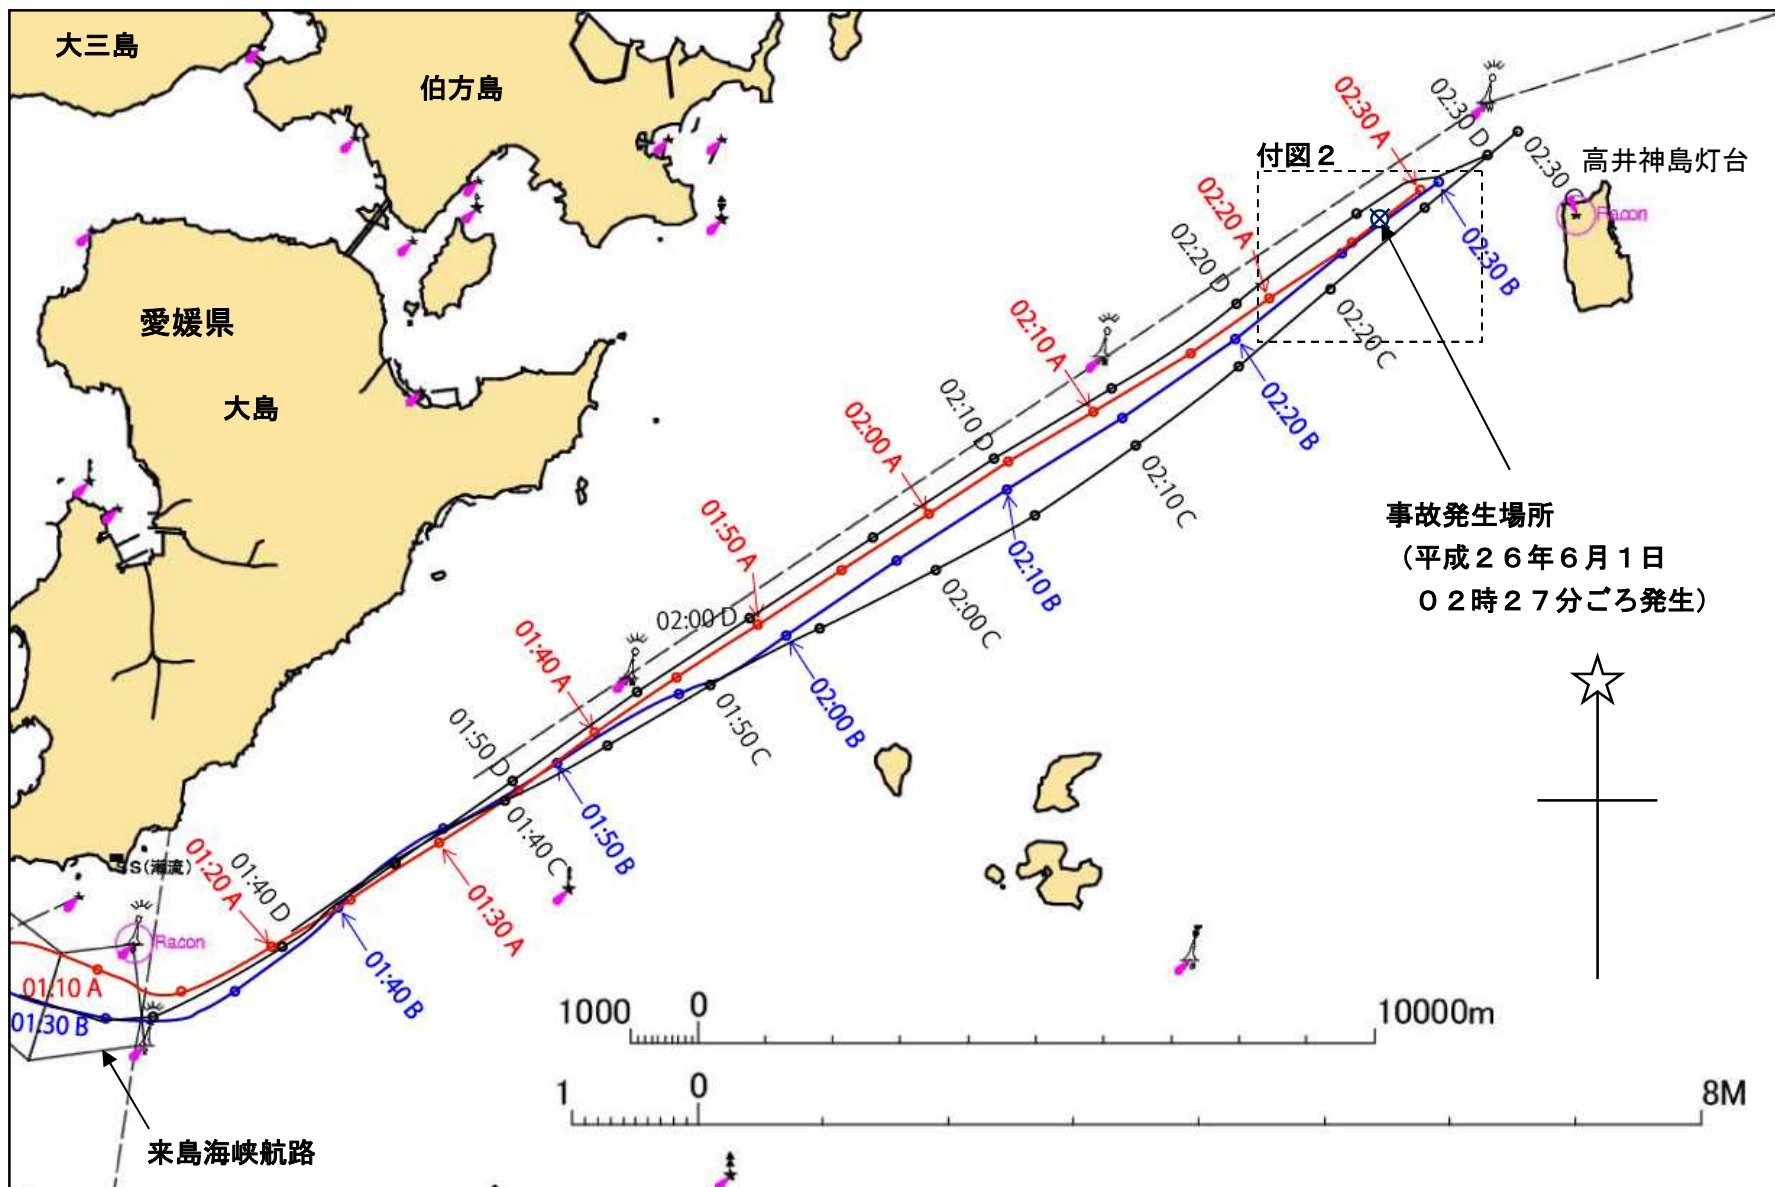 大三島
伯方島
愛媛県
大島
02:30 A
02:30 D
02:30 C
高井神島灯台
Racon
付図２
02:20 A
02:20 D
02:30 B
02:10 A
02:20 C
02:10 D
02:20 B
02:00 A
02:10 C
01:50 A
02:10 B
02:00 D
02:00 C
事故発生場所
（平成２６年６月１日
０２時２７分ごろ発生）
01:40 A
02:00 B
01:50 D
01:50 C
01:50 B
01:40 C
S(潮流)
01:20 A
01:40 D
01:30 A
Racon
01:40 B
01:10 A
01:30 B
1000 0 10000m
1 0 8M
来島海峡航路